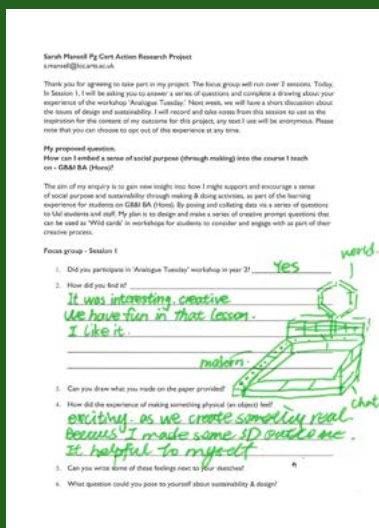 Sarah Mansell Pg Cert Action Research Project
s.mansell@lcc.arts.ac.uk
Thank you for agreeing to take part in my project. The focus group will run over 2 sessions. Today,
In Session 1, I will be asking you to answer a series of questions and complete a drawing about your
experience of the workshop 'Analogue Tuesday.' Next week, we will have a short discussion about
the issues of design and sustainability. I will record and take notes from this session to use as the
inspiration for the content of my outcome for this project, any text I use will be anonymous. Please
note that you can choose to opt out of this experience at any time.
My proposed question.
How can I embed a sense of social purpose (through making) into the course I teach
on - GB&I BA (Hons)?
The aim of my enquiry is to gain new insight into how I might support and encourage a sense
of social purpose and sustainability through making & doing activities, as part of the learning
experience for students on GB&I BA (Hons). By posing and collating data via a series of questions
to Ual students and staff. My plan is to design and make a series of creative prompt questions that
can be used as 'Wild cards' in workshops for students to consider and engage with as part of their
creative process.
Focus group - Session 1
1. Did you participate in 'Analogue Tuesday' workshop in year 2? Yes
2. How did you find it?
It was interesting, creative
We have fun in that lesson.
I like it.
3. Can you draw what you made on the paper provided?
4. How did the experience of making something physical (an object) feel?
exciting. as we create something real
Becaus I made some 3D outcome.
It helpful to myself
5. Can you write some of these feelings next to your sketches?
6. What question could you pose to yourself about sustainability & design?